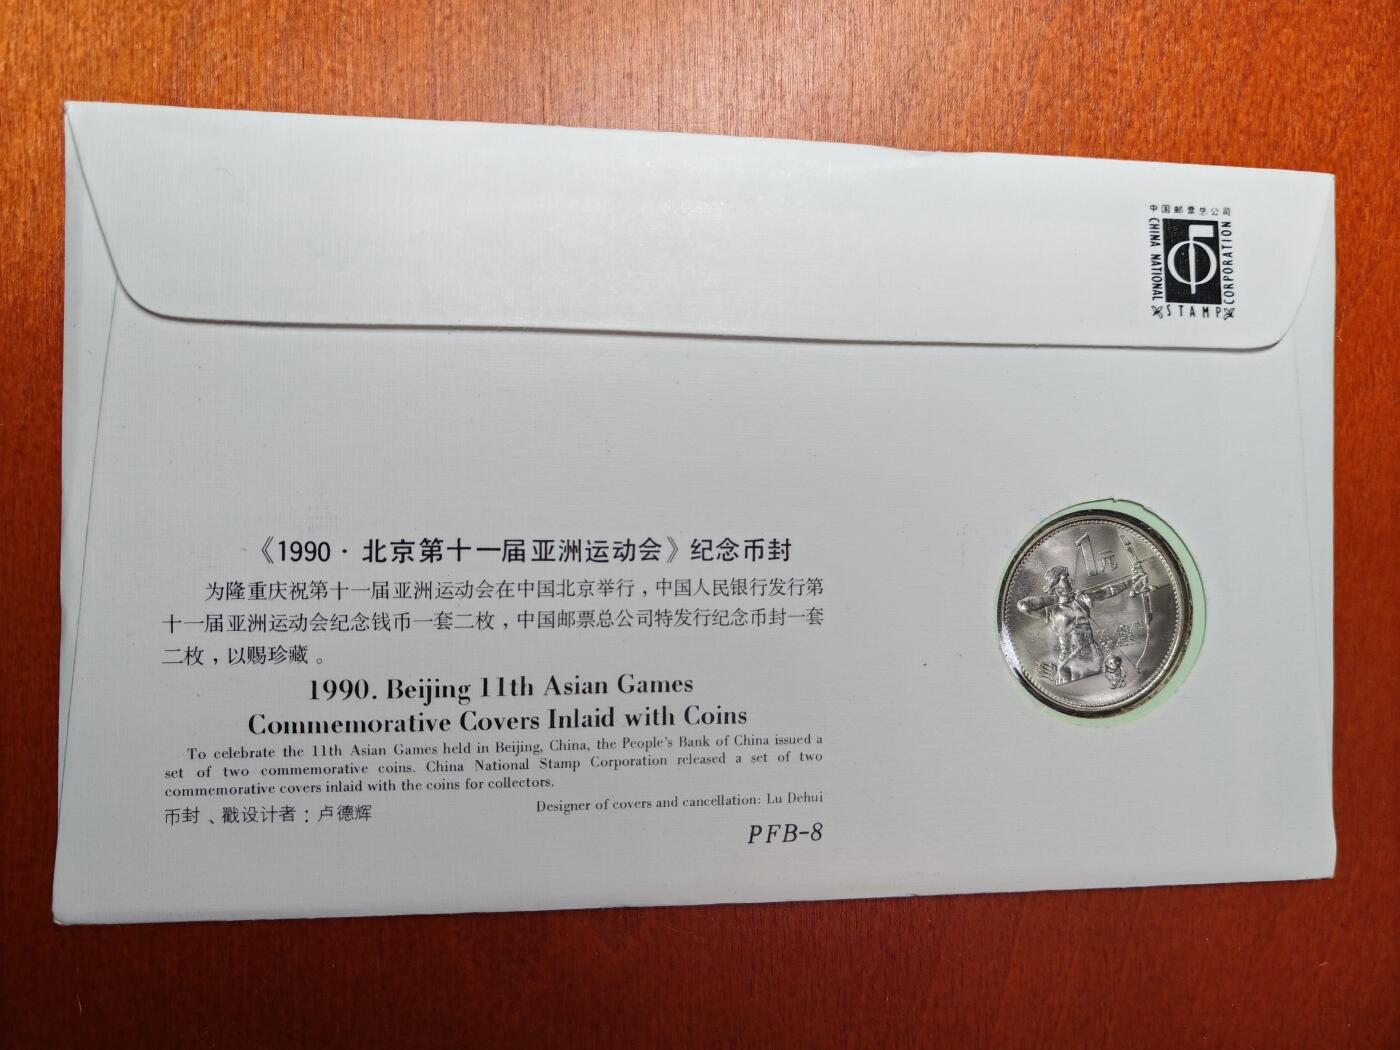 中国邮票总公司
CHINA NATIONAL
STAMP
CORPORATION
《1990·北京第十一届亚洲运动会》纪念币封
为隆重庆祝第十一届亚洲运动会在中国北京举行，中国人民银行发行第
十一届亚洲运动会纪念钱币一套二枚，中国邮票总公司特发行纪念币封一套
二枚，以赐珍藏。
1990. Beijing 11th Asian Games
Commemorative Covers Inlaid with Coins
To celebrate the 11th Asian Games held in Beijing, China, the People's Bank of China issued a
set of two commemorative coins. China National Stamp Corporation released a set of two
commemorative covers inlaid with the coins for collectors.
币封、戳设计者：卢德辉
Designer of covers and cancellation: Lu Dehui
PFB-8
1元